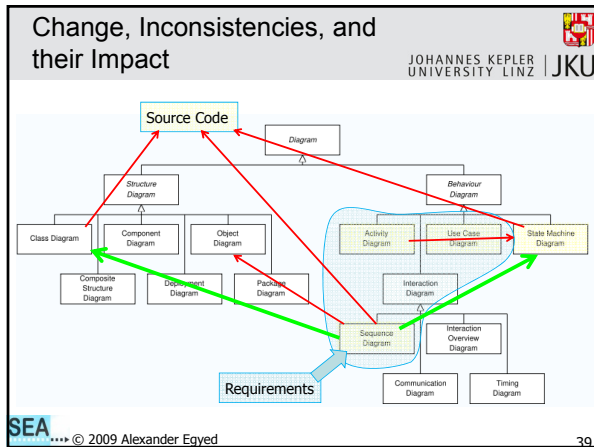 Change, Inconsistencies, and
their Impact
JOHANNES KEPLER
UNIVERSITY LINZ
JKU
Source Code
Diagram
Structure
Diagram
Behaviour
Diagram
Class Diagram
Component
Diagram
Object
Diagram
Activity
Diagram
Use Case
Diagram
State Machine
Diagram
Composite
Structure
Diagram
Deployment
Diagram
Package
Diagram
Interaction
Diagram
Sequence
Diagram
Interaction
Overview
Diagram
Requirements
Communication
Diagram
Timing
Diagram
SEA
© 2009 Alexander Egyed
39